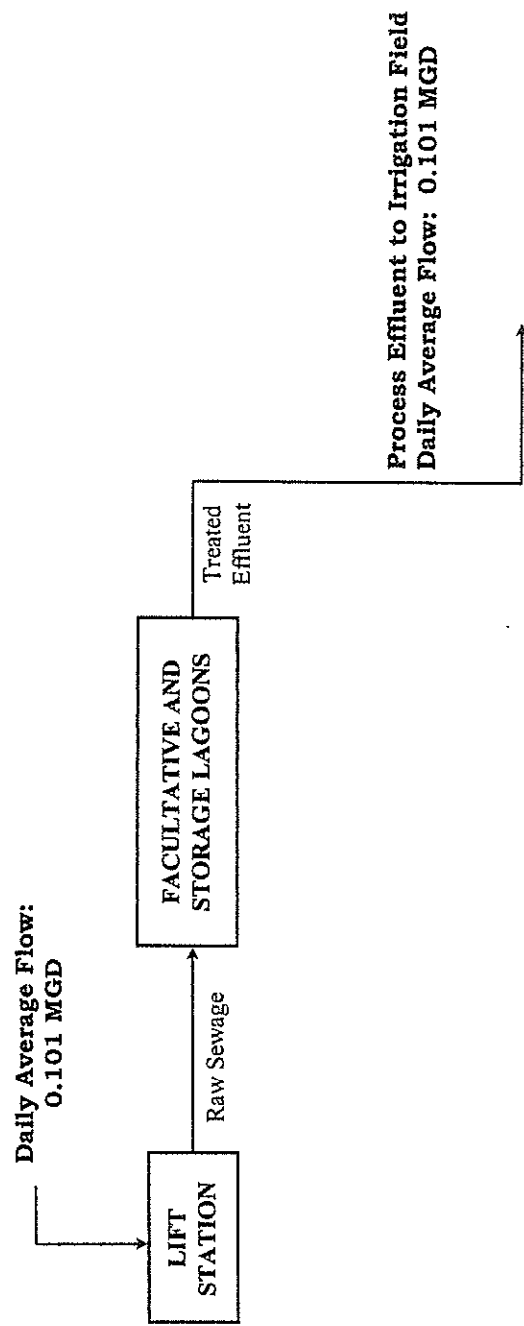 Daily Average Flow:
0.101 MGD
LIFT
STATION
Raw Sewage
FACULTATIVE AND
STORAGE LAGOONS
Treated
Effluent
Process Effluent to Irrigation Field
Daily Average Flow: 0.101 MGD